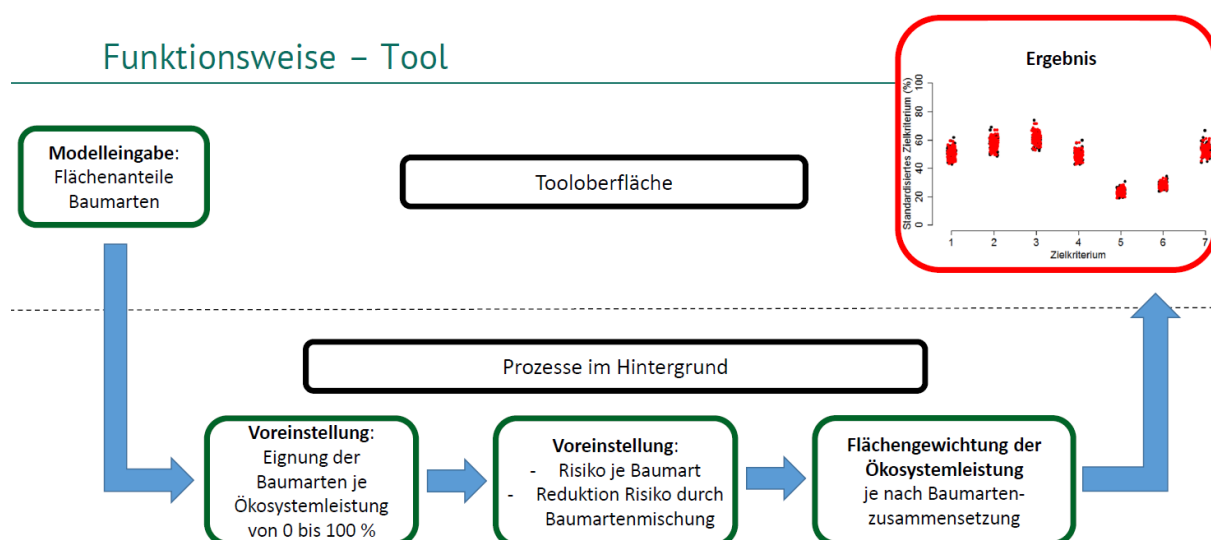 Funktionsweise – Tool
Ergebnis
Standardisiertes Zielkriterium (%)
100
80
60
40
20
0
1 2 3 4 5 6 7
Zielkriterium
Modelleingabe:
Flächenanteile
Baumarten
Tooloberfläche
Prozesse im Hintergrund
Voreinstellung:
Eignung der
Baumarten je
Ökosystemleistung
von 0 bis 100 %
Voreinstellung:
- Risiko je Baumart
- Reduktion Risiko durch
Baumartenmischung
Flächengewichtung der
Ökosystemleistung
je nach Baumarten-
zusammensetzung